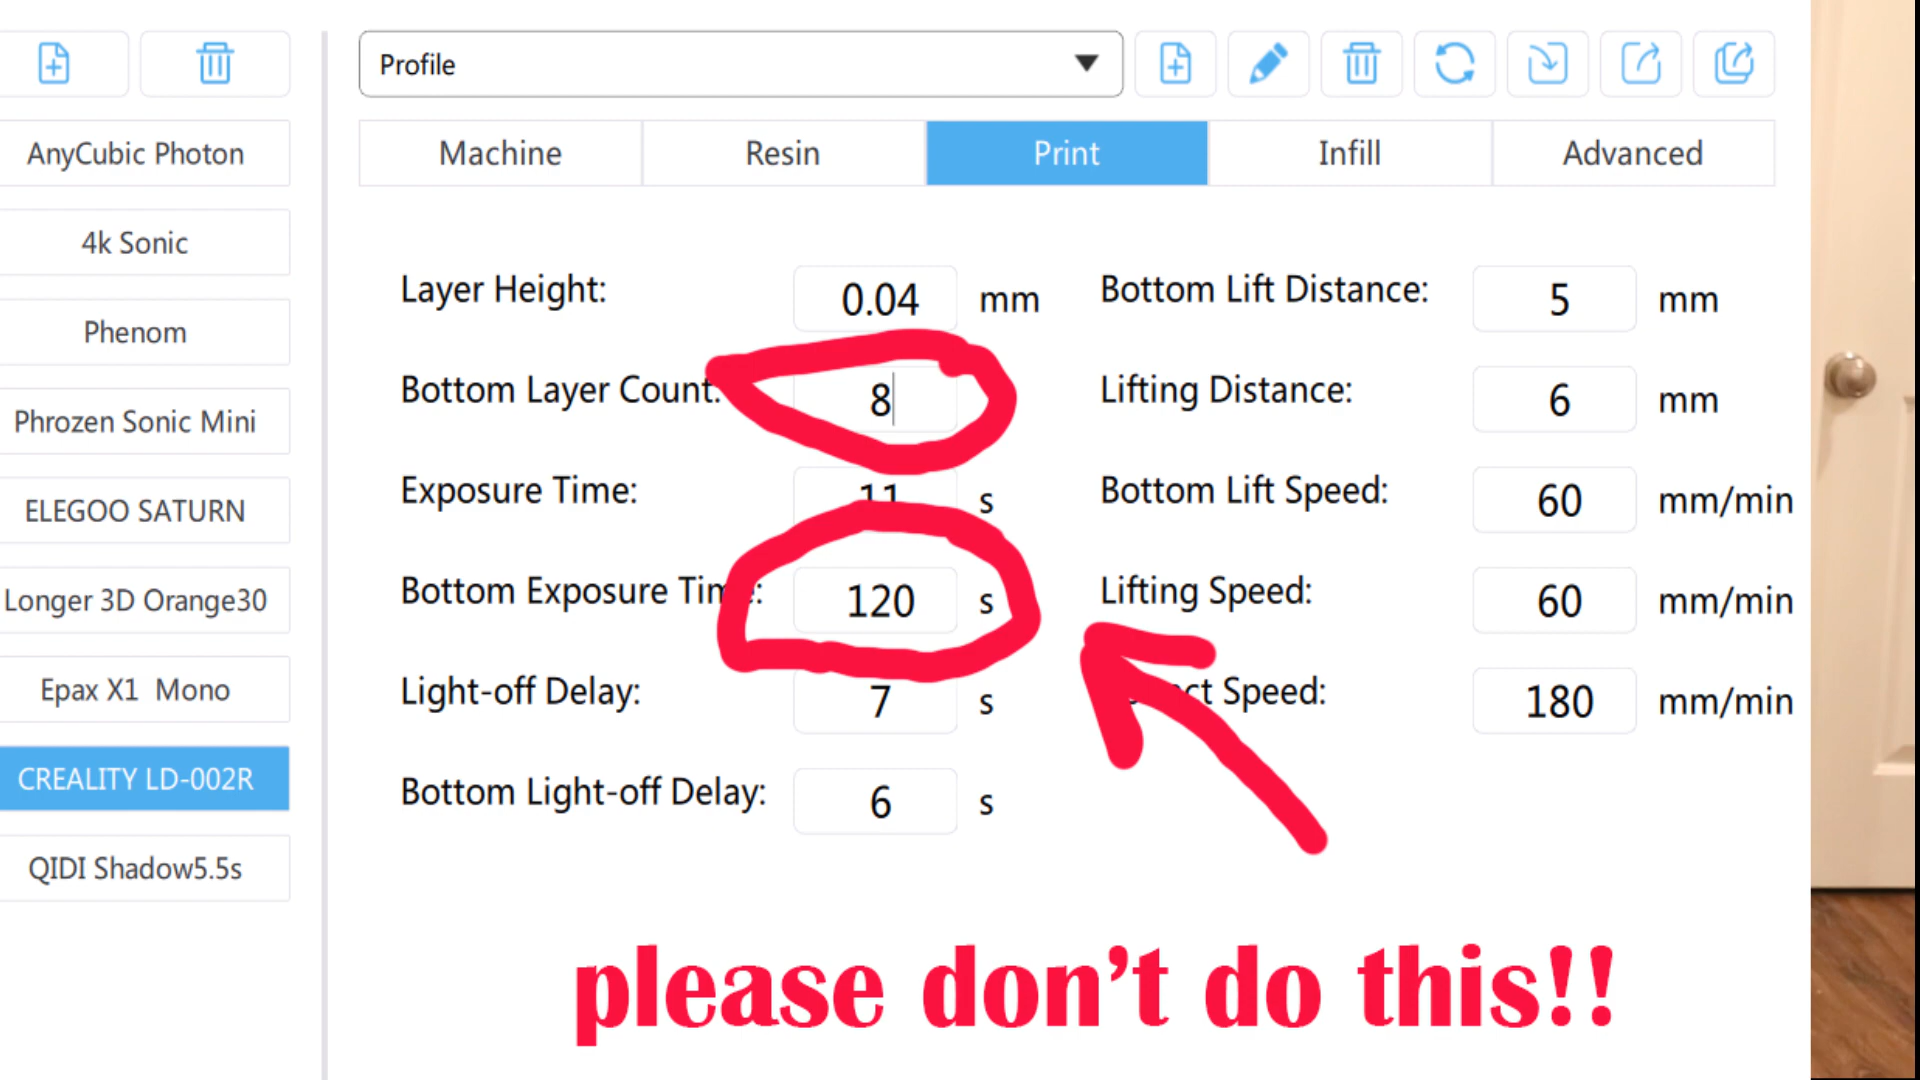 Profile
Machine
Resin
Print
Infill
Advanced
AnyCubic Photon
4k Sonic
Phenom
Phrozen Sonic Mini
ELEGOO SATURN
Longer 3D Orange30
Epax X1 Mono
CREALITY LD-002R
QIDI Shadow5.5s
Layer Height: 0.04 mm
Bottom Layer Count: 8
Exposure Time: 11 s
Bottom Exposure Time: 120 s
Light-off Delay: 7 s
Bottom Light-off Delay: 6 s
Bottom Lift Distance: 5 mm
Lifting Distance: 6 mm
Bottom Lift Speed: 60 mm/min
Lifting Speed: 60 mm/min
Speed: 180 mm/min
please don't do this!!